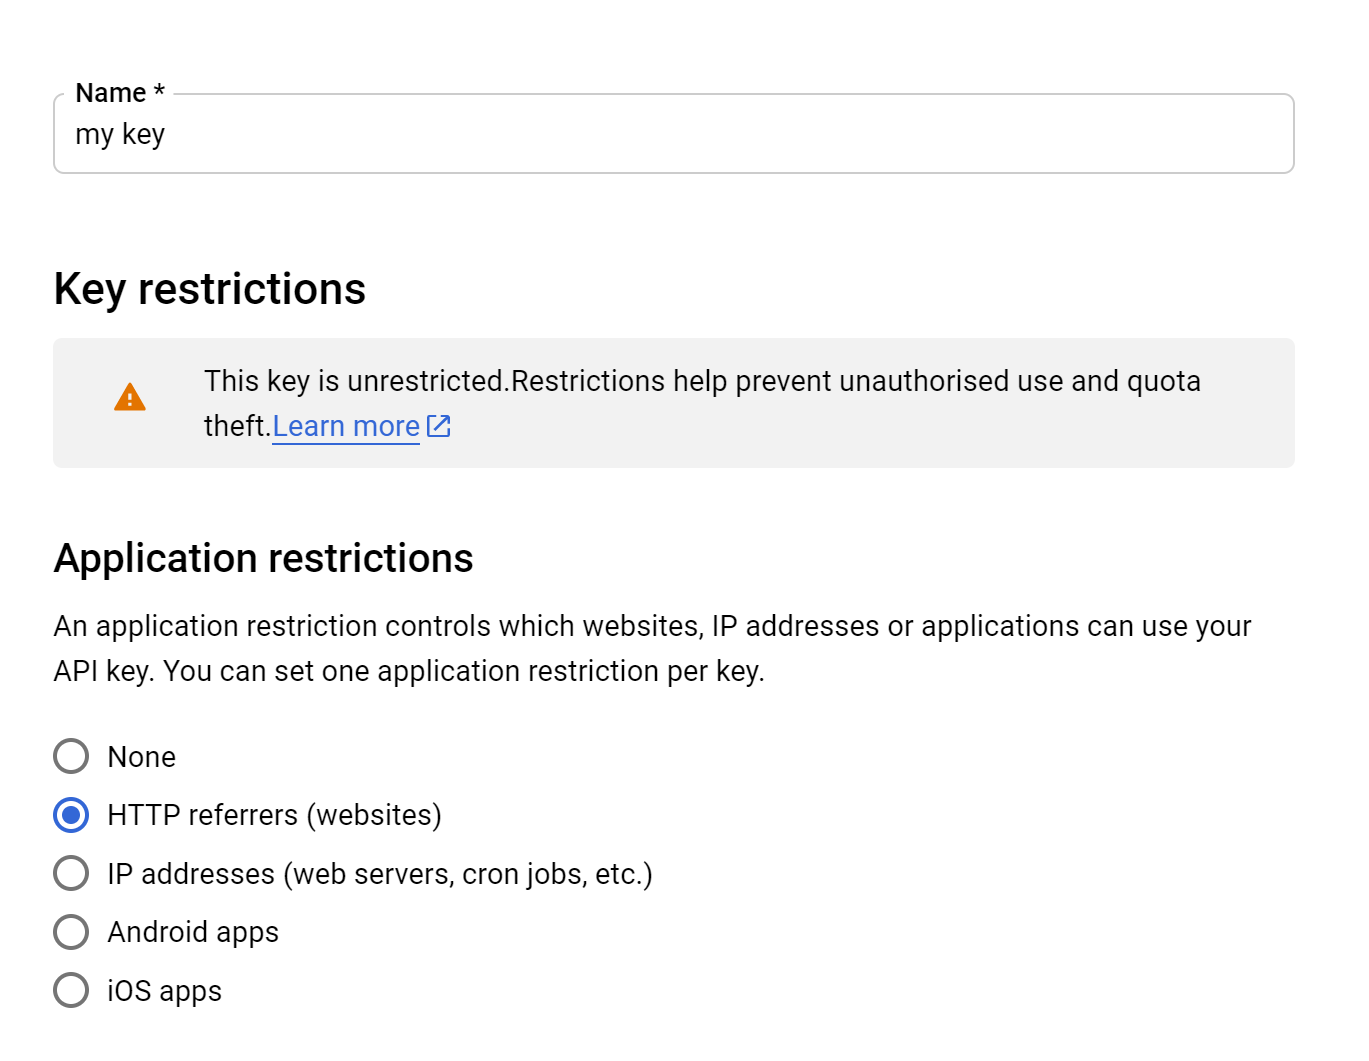 Name *
my key
Key restrictions
This key is unrestricted.Restrictions help prevent unauthorised use and quota
theft.Learn more
Application restrictions
An application restriction controls which websites, IP addresses or applications can use your
API key. You can set one application restriction per key.
None
HTTP referrers (websites)
IP addresses (web servers, cron jobs, etc.)
Android apps
iOS apps